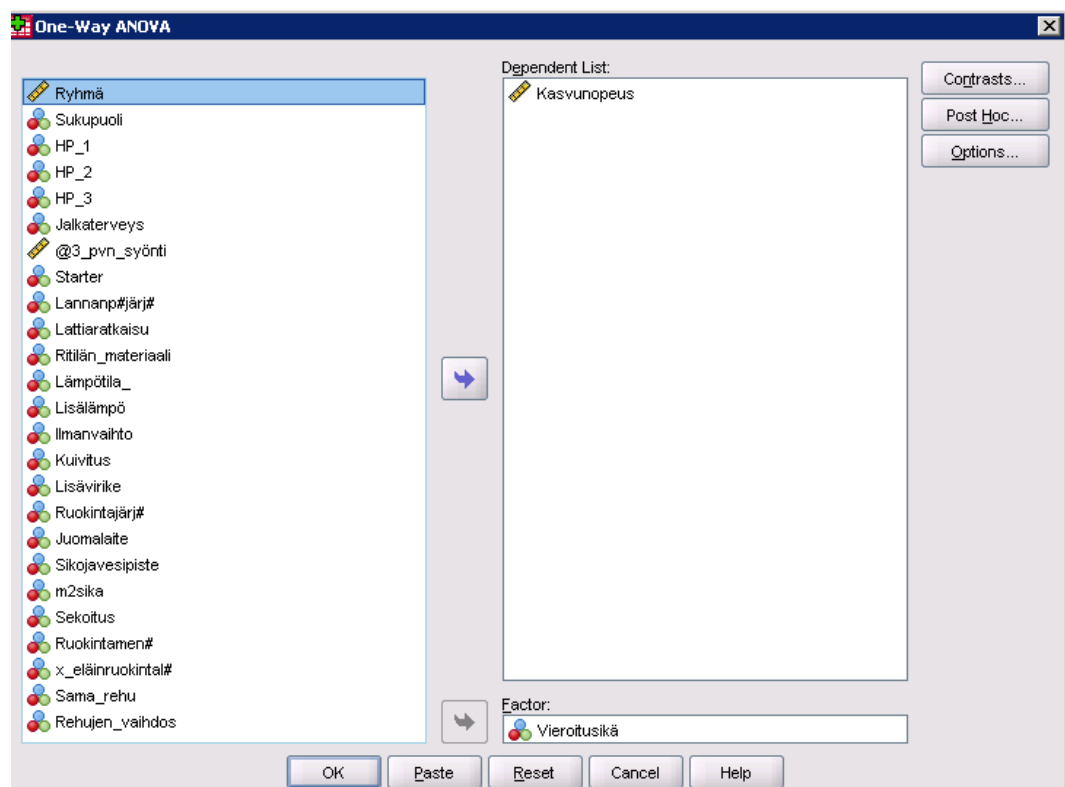 One-Way ANOVA
Ryhmä
Sukupuoli
HP_1
HP_2
HP_3
Jalkaterveys
@3_pvn_syönti
Starter
Lannanp#järj#
Lattiaratkaisu
Ritilän_materiaali
Lämpötila_
Lisälämpö
Ilmanvaihto
Kuivitus
Lisävirike
Ruokintajärj#
Juomalaite
Sikojavesipiste
m2sika
Sekoitus
Ruokintamen#
x_eläinruokintal#
Sama_rehu
Rehujen_vaihdos
Dependent List:
Kasvunopeus
Factor:
Vieroitusikä
Contrasts...
Post Hoc...
Options...
OK
Paste
Reset
Cancel
Help